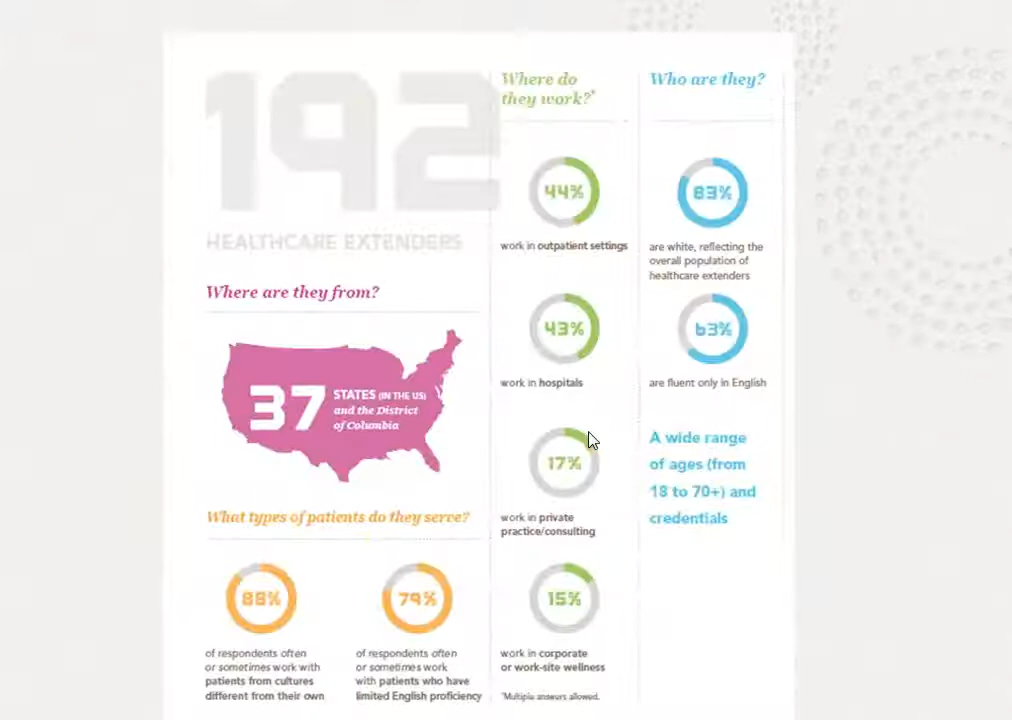 192
HEALTHCARE EXTENDERS
Where are they from?
37 STATES (IN THE US)
and the District
of Columbia
What types of patients do they serve?
88%
of respondents often
or sometimes work with
patients from cultures
different from their own
79%
of respondents often
or sometimes work
with patients who have
limited English proficiency
Where do
they work?*
44%
work in outpatient settings
43%
work in hospitals
17%
work in private
practice/consulting
15%
work in corporate
or work-site wellness
*Multiple answers allowed.
Who are they?
83%
are white, reflecting the
overall population of
healthcare extenders
63%
are fluent only in English
A wide range
of ages (from
18 to 70+) and
credentials